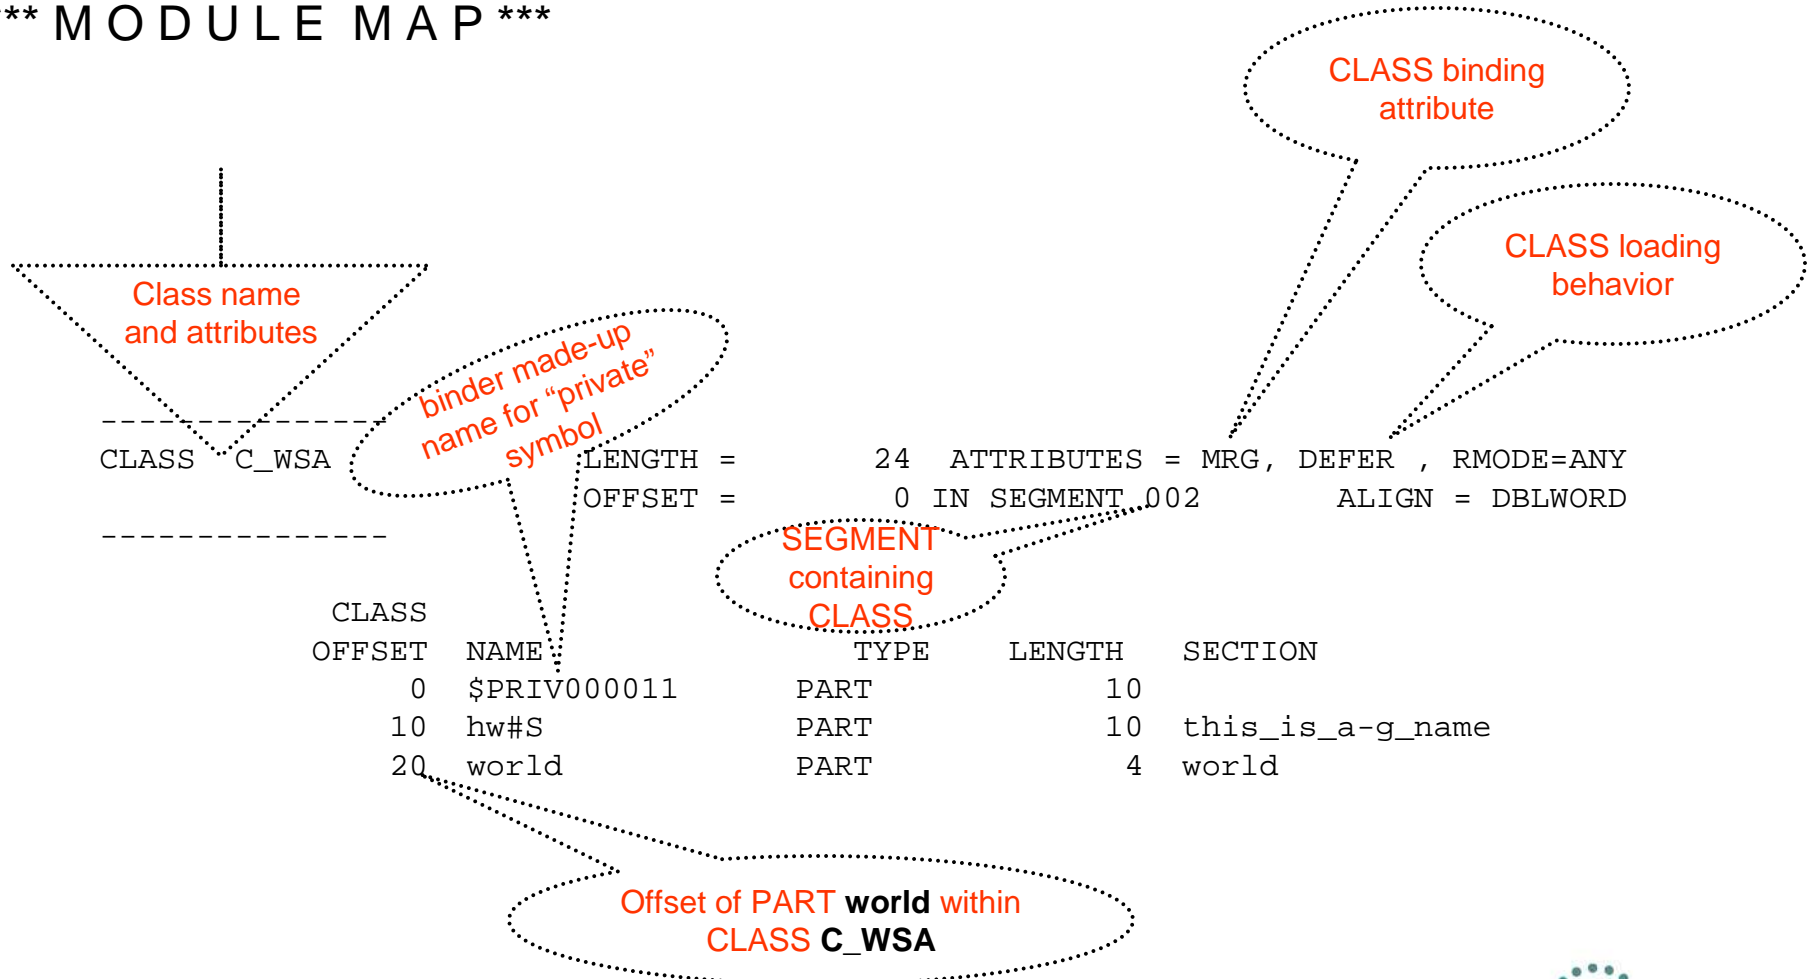 *** M O D U L E  M A P ***
CLASS binding
attribute
CLASS loading
behavior
Class name
and attributes
binder made-up
name for “private”
symbol
---------------
CLASS  C_WSA  LENGTH =  24  ATTRIBUTES = MRG, DEFER , RMODE=ANY
OFFSET =  0 IN SEGMENT 002  ALIGN = DBLWORD
---------------
SEGMENT
containing
CLASS
CLASS
OFFSET  NAME  TYPE  LENGTH  SECTION
0  $PRIV000011  PART  10
10  hw#S  PART  10  this_is_a-g_name
20  world  PART  4  world
Offset of PART world within
CLASS C_WSA